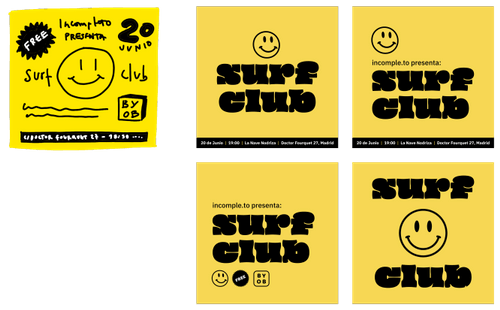 Incompleto
PRESENTA
20
JUNIO
FREE
surf
club
BY
OB
surf
club
20 de Junio | 19:00 | La Nave Nodriza | Doctor Fourquet 27, Madrid
incomple.to presenta:
surf
club
20 de Junio | 19:00 | La Nave Nodriza | Doctor Fourquet 27, Madrid
incomple.to presenta:
surf
club
FREE
BY
OB
surf
club